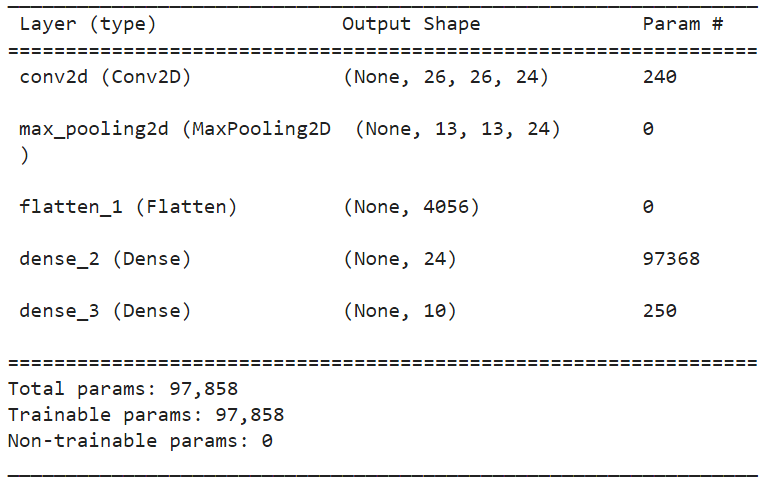 Layer (type) Output Shape Param #
=================================================================
conv2d (Conv2D) (None, 26, 26, 24) 240
max_pooling2d (MaxPooling2D (None, 13, 13, 24) 0
)
flatten_1 (Flatten) (None, 4056) 0
dense_2 (Dense) (None, 24) 97368
dense_3 (Dense) (None, 10) 250
=================================================================
Total params: 97,858
Trainable params: 97,858
Non-trainable params: 0